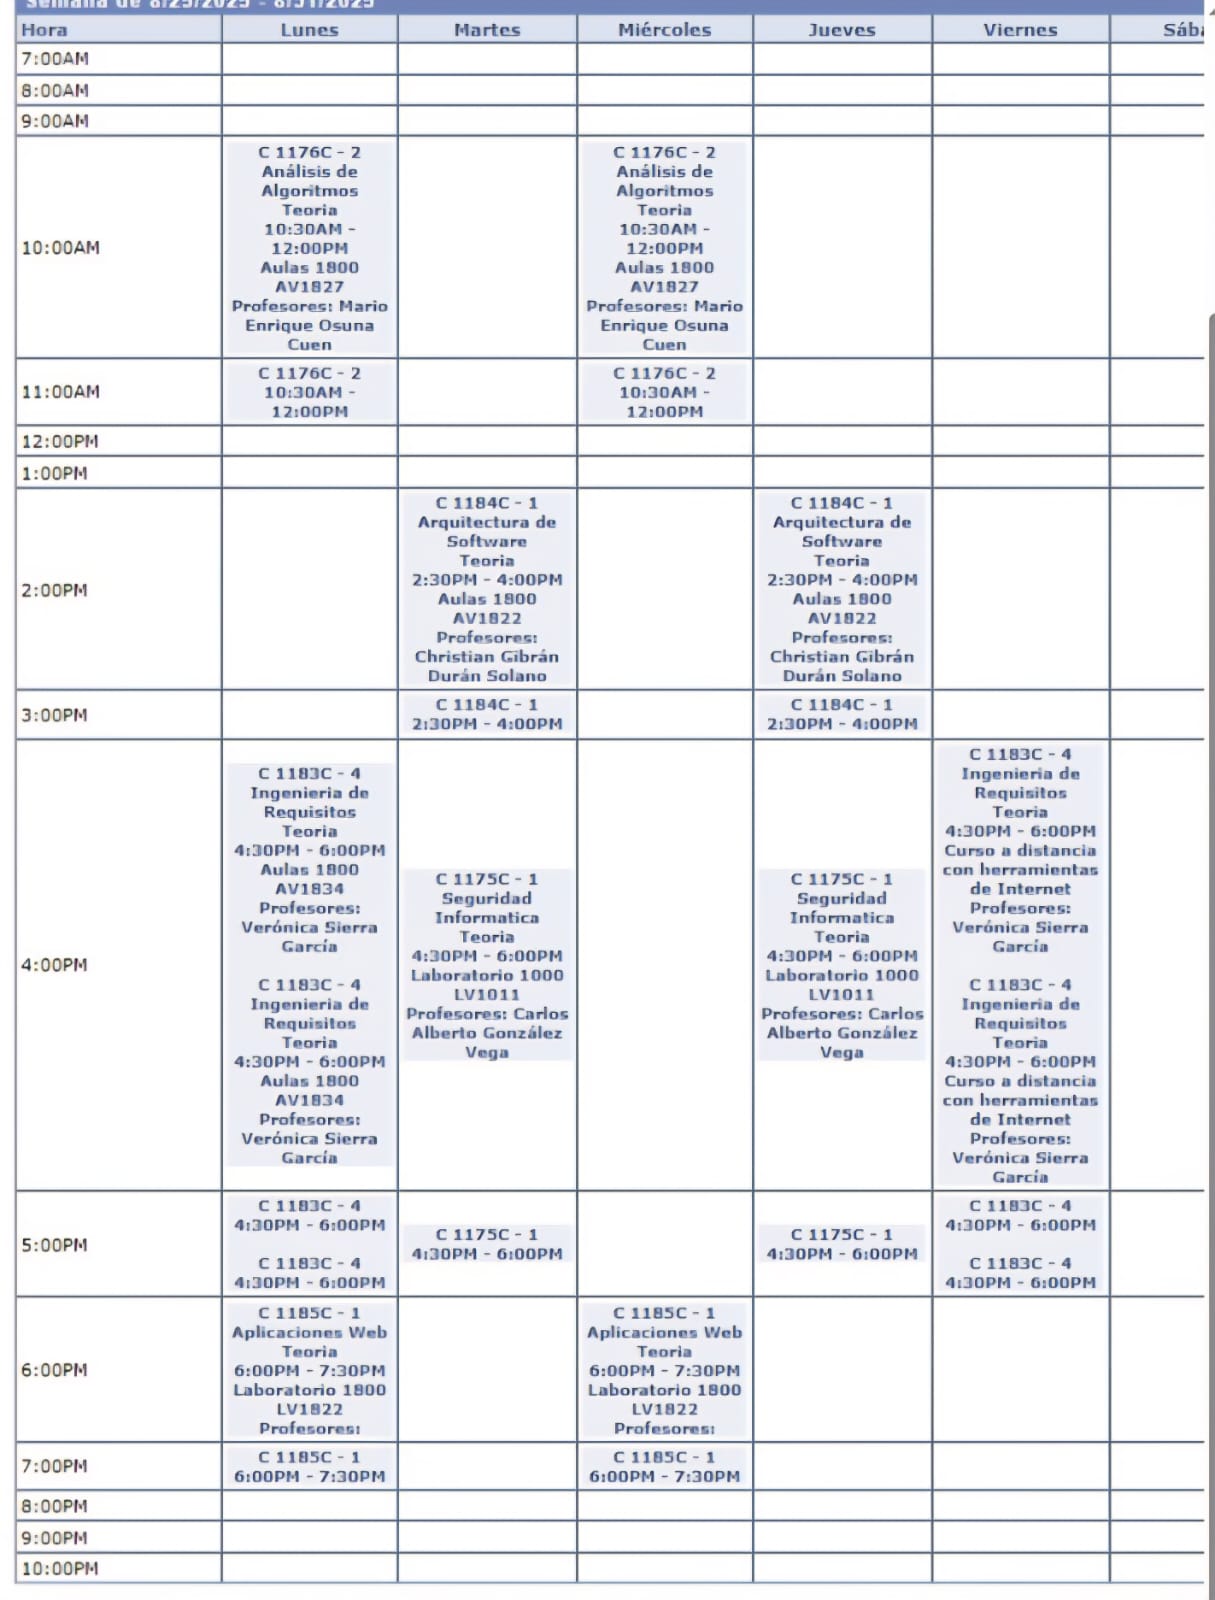 Semana de 8/25/2025 - 8/31/2025
Hora Lunes Martes Miércoles Jueves Viernes
7:00AM
8:00AM
9:00AM
10:00AM
C 1176C - 2
Análisis de
Algoritmos
Teoria
10:30AM -
12:00PM
Aulas 1800
AV1827
Profesores: Mario
Enrique Osuna
Cuen
C 1176C - 2
Análisis de
Algoritmos
Teoria
10:30AM -
12:00PM
Aulas 1800
AV1827
Profesores: Mario
Enrique Osuna
Cuen
11:00AM
C 1176C - 2
10:30AM -
12:00PM
C 1176C - 2
10:30AM -
12:00PM
12:00PM
1:00PM
2:00PM
C 1184C - 1
Arquitectura de
Software
Teoria
2:30PM - 4:00PM
Aulas 1800
AV1822
Profesores:
Christian Gibrán
Durán Solano
C 1184C - 1
Arquitectura de
Software
Teoria
2:30PM - 4:00PM
Aulas 1800
AV1822
Profesores:
Christian Gibrán
Durán Solano
3:00PM
C 1184C - 1
2:30PM - 4:00PM
C 1184C - 1
2:30PM - 4:00PM
4:00PM
C 1183C - 4
Ingenieria de
Requisitos
Teoria
4:30PM - 6:00PM
Aulas 1800
AV1834
Profesores:
Verónica Sierra
García
C 1183C - 4
Ingenieria de
Requisitos
Teoria
4:30PM - 6:00PM
Aulas 1800
AV1834
Profesores:
Verónica Sierra
García
C 1175C - 1
Seguridad
Informatica
Teoria
4:30PM - 6:00PM
Laboratorio 1000
LV1011
Profesores: Carlos
Alberto González
Vega
C 1175C - 1
Seguridad
Informatica
Teoria
4:30PM - 6:00PM
Laboratorio 1000
LV1011
Profesores: Carlos
Alberto González
Vega
C 1183C - 4
Ingenieria de
Requisitos
Teoria
4:30PM - 6:00PM
Curso a distancia
con herramientas
de Internet
Profesores:
Verónica Sierra
García
C 1183C - 4
Ingenieria de
Requisitos
Teoria
4:30PM - 6:00PM
Curso a distancia
con herramientas
de Internet
Profesores:
Verónica Sierra
García
5:00PM
C 1183C - 4
4:30PM - 6:00PM
C 1183C - 4
4:30PM - 6:00PM
C 1175C - 1
4:30PM - 6:00PM
C 1175C - 1
4:30PM - 6:00PM
C 1183C - 4
4:30PM - 6:00PM
C 1183C - 4
4:30PM - 6:00PM
6:00PM
C 1185C - 1
Aplicaciones Web
Teoria
6:00PM - 7:30PM
Laboratorio 1800
LV1822
Profesores:
C 1185C - 1
Aplicaciones Web
Teoria
6:00PM - 7:30PM
Laboratorio 1800
LV1822
Profesores:
7:00PM
C 1185C - 1
6:00PM - 7:30PM
C 1185C - 1
6:00PM - 7:30PM
8:00PM
9:00PM
10:00PM